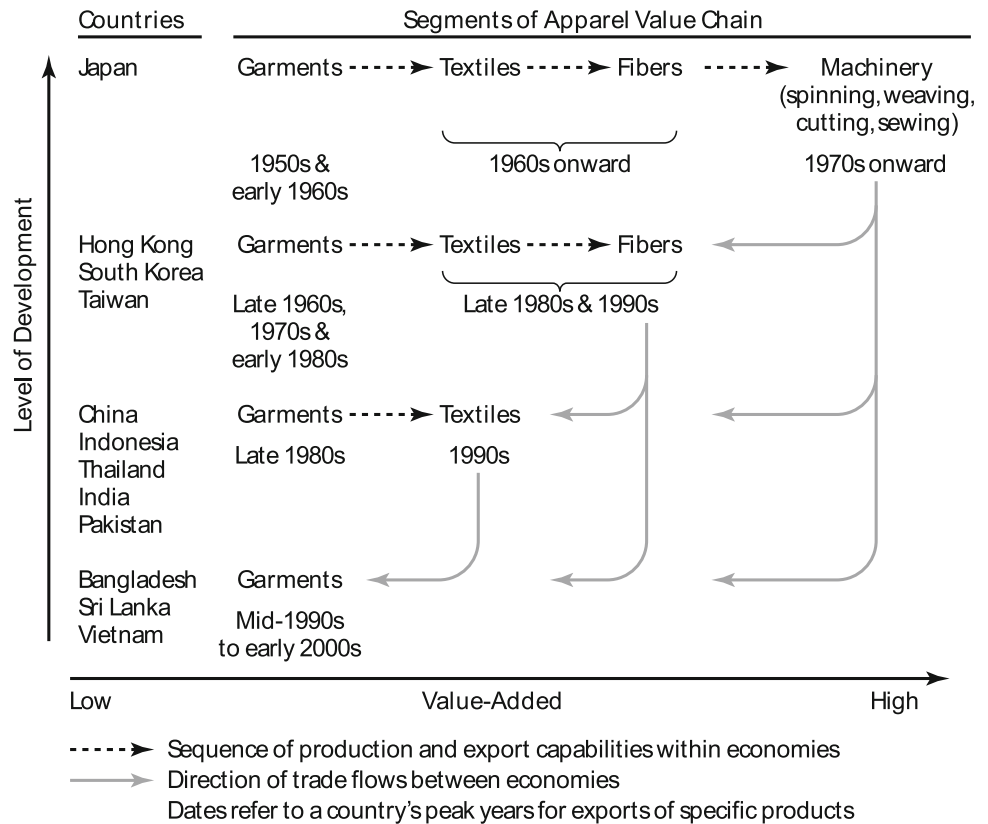 Countries
Segments of Apparel Value Chain
Level of Development
Japan
Garments
Textiles
Fibers
Machinery
(spinning, weaving,
cutting, sewing)
1950s &
early 1960s
1960s onward
1970s onward
Hong Kong
South Korea
Taiwan
Garments
Textiles
Fibers
Late 1960s,
1970s &
early 1980s
Late 1980s & 1990s
China
Indonesia
Thailand
India
Pakistan
Garments
Textiles
Late 1980s
1990s
Bangladesh
Sri Lanka
Vietnam
Garments
Mid-1990s
to early 2000s
Low
Value-Added
High
Sequence of production and export capabilities within economies
Direction of trade flows between economies
Dates refer to a country's peak years for exports of specific products